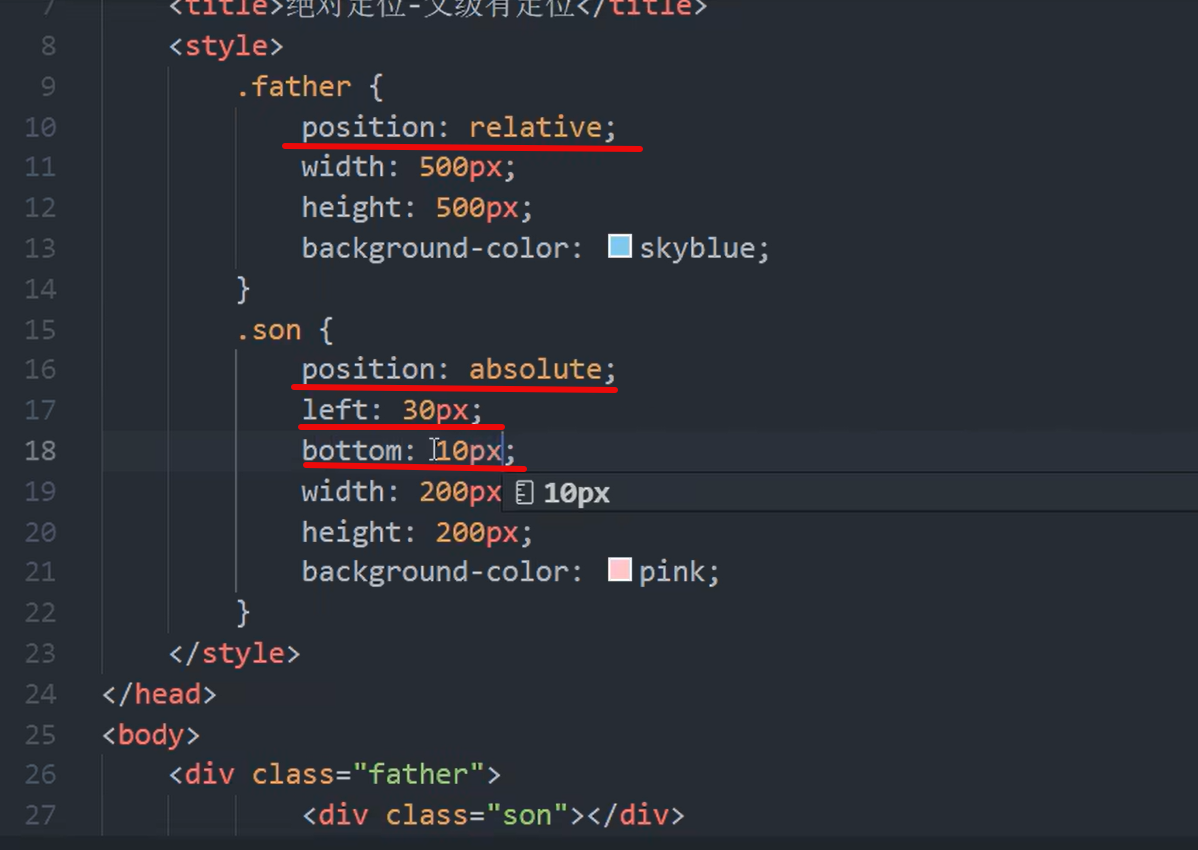 7 <title>绝对定位-父级有定位</title>
8 <style>
9 .father {
10 position: relative;
11 width: 500px;
12 height: 500px;
13 background-color: skyblue;
14 }
15 .son {
16 position: absolute;
17 left: 30px;
18 bottom: 10px;
19 width: 200px 10px
20 height: 200px;
21 background-color: pink;
22 }
23 </style>
24 </head>
25 <body>
26 <div class="father">
27 <div class="son"></div>